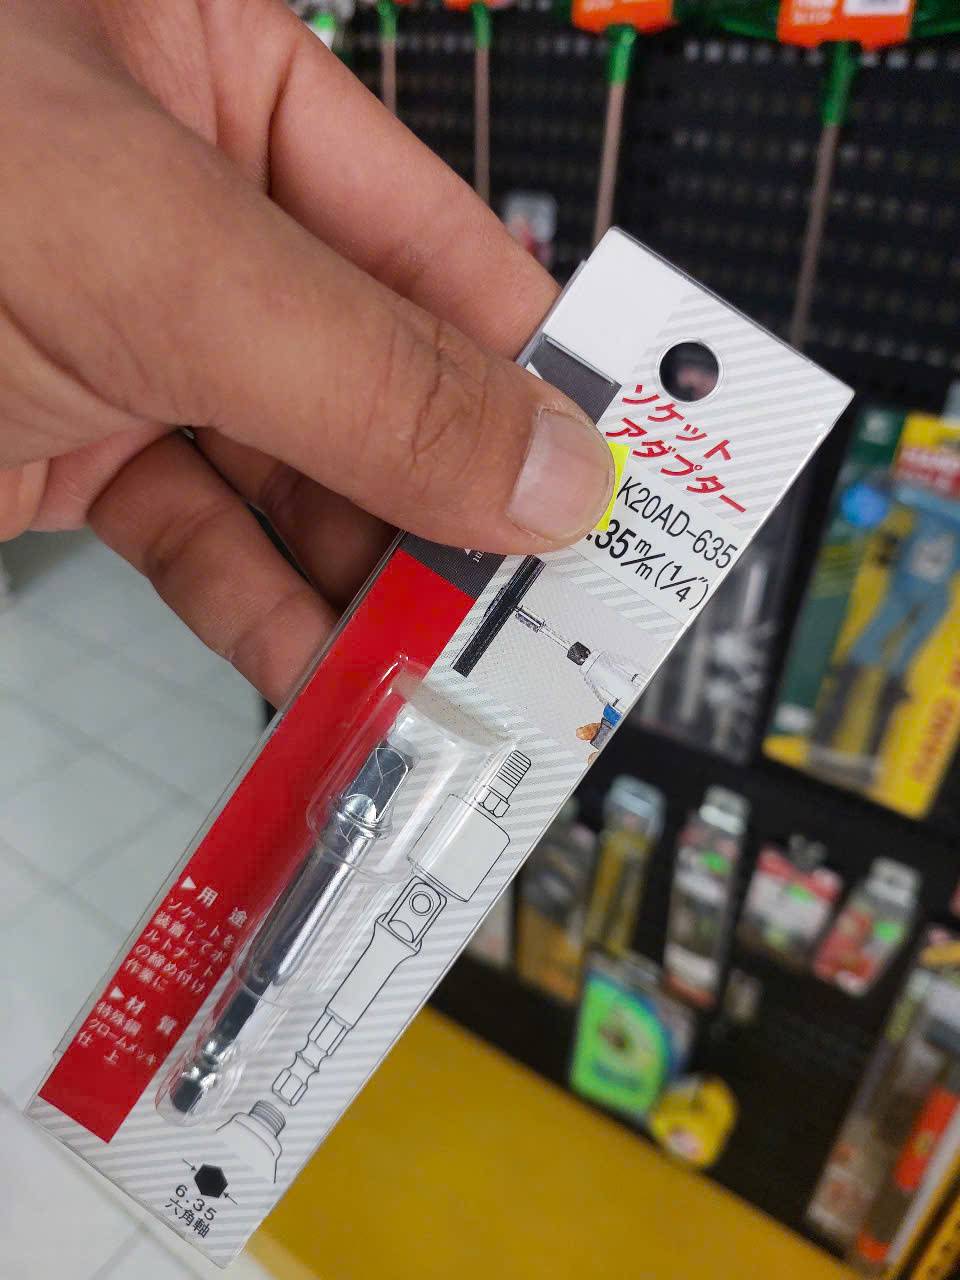 ソケット
アダプター
K20AD-635
.35 m/m (1/4")
▶用途
ソケットを
装着してボ
ルトナット
の締め付け
作業に
▶材質
特殊鋼
クロームメッキ
仕上
6.35
六角軸